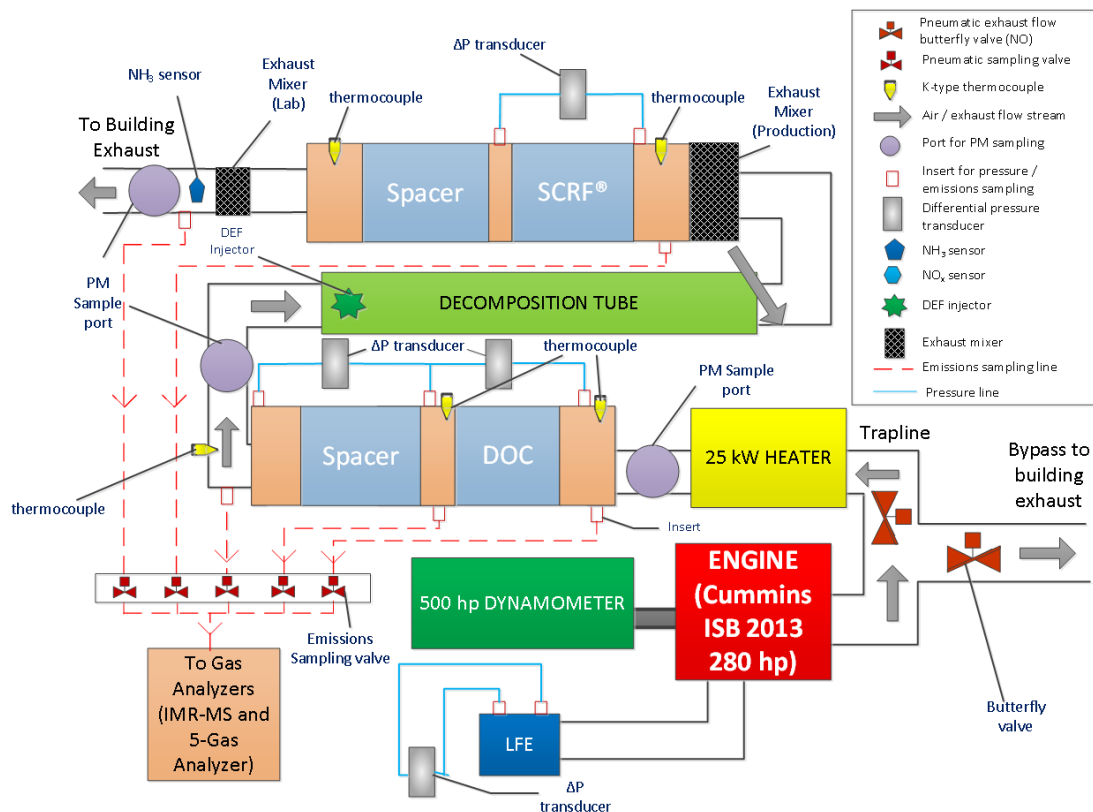 ΔP transducer
NH₃ sensor
Exhaust
Mixer
(Lab)
thermocouple
thermocouple
Exhaust
Mixer
(Production)
To Building
Exhaust
Spacer
SCRF®
DEF
Injector
PM
Sample
port
DECOMPOSITION TUBE
ΔP transducer
thermocouple
PM Sample
port
Spacer
DOC
25 kW HEATER
Trapline
Bypass to
building
exhaust
thermocouple
Insert
500 hp DYNAMOMETER
ENGINE
(Cummins
ISB 2013
280 hp)
Emissions
Sampling valve
To Gas
Analyzers
(IMR-MS and
5-Gas
Analyzer)
LFE
ΔP
transducer
Butterfly
valve
Pneumatic exhaust flow
butterfly valve (NO)
Pneumatic sampling valve
K-type thermocouple
Air / exhaust flow stream
Port for PM sampling
Insert for pressure /
emissions sampling
Differential pressure
transducer
NH₃ sensor
NOₓ sensor
DEF injector
Exhaust mixer
Emissions sampling line
Pressure line